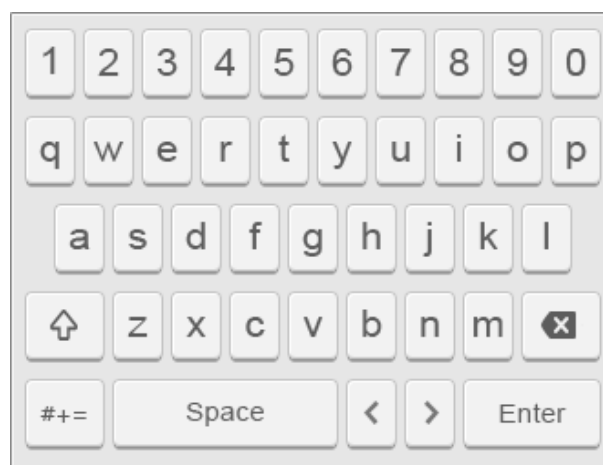 1 2 3 4 5 6 7 8 9 0
q w e r t y u i o p
a s d f g h j k l
z x c v b n m
#+= Space < > Enter